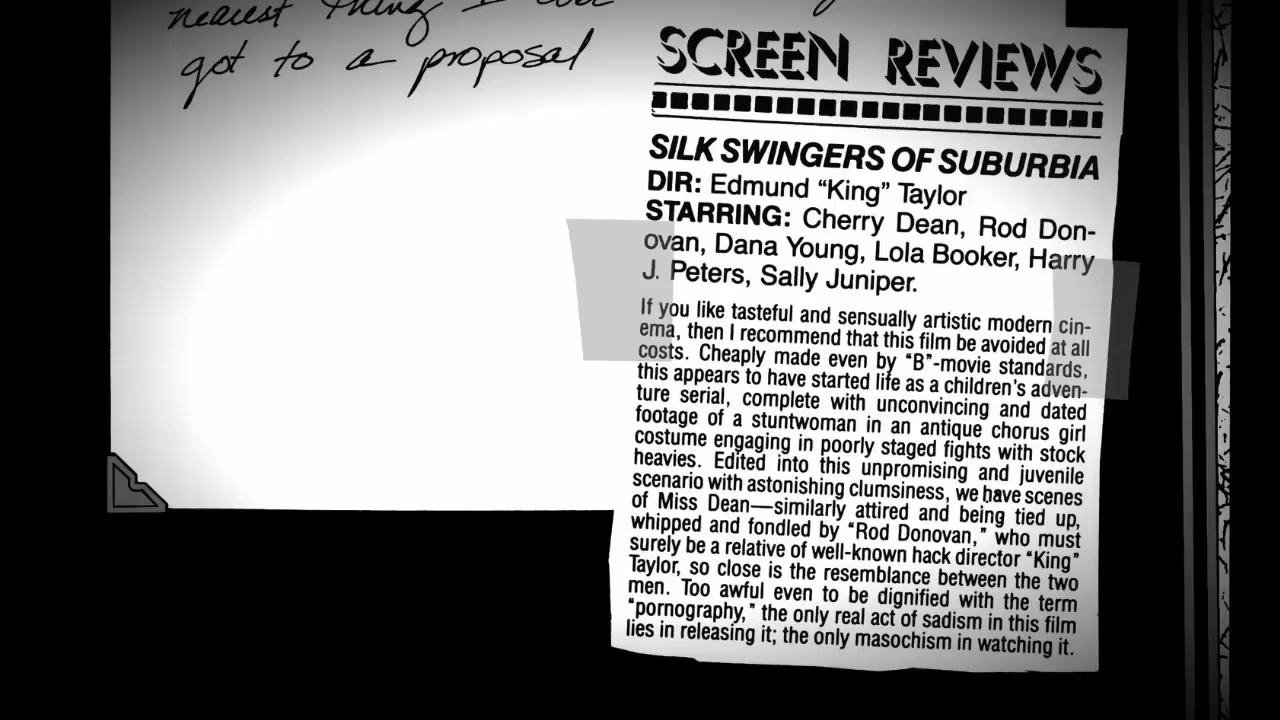 nearest thing I
got to a proposal
SCREEN REVIEWS
SILK SWINGERS OF SUBURBIA
DIR: Edmund “King” Taylor
STARRING: Cherry Dean, Rod Don-
ovan, Dana Young, Lola Booker, Harry
J. Peters, Sally Juniper.
If you like tasteful and sensually artistic modern cin-
ema, then I recommend that this film be avoided at all
costs. Cheaply made even by “B”-movie standards,
this appears to have started life as a children’s adven-
ture serial, complete with unconvincing and dated
footage of a stuntwoman in an antique chorus girl
costume engaging in poorly staged fights with stock
heavies. Edited into this unpromising and juvenile
scenario with astonishing clumsiness, we have scenes
of Miss Dean—similarly attired and being tied up,
whipped and fondled by “Rod Donovan,” who must
surely be a relative of well-known hack director “King”
Taylor, so close is the resemblance between the two
men. Too awful even to be dignified with the term
“pornography,” the only real act of sadism in this film
lies in releasing it; the only masochism in watching it.